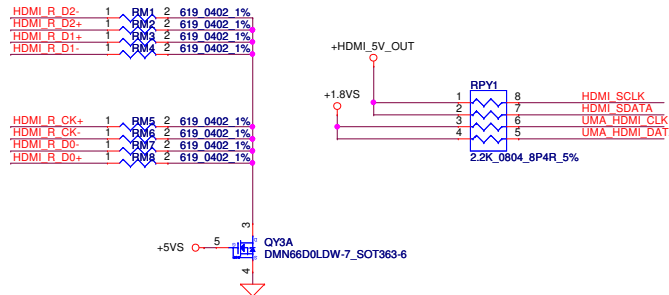 HDMI_R_D2- 1 RM1 2 619_0402_1%
HDMI_R_D2+ 1 RM2 2 619_0402_1%
HDMI_R_D1+ 1 RM3 2 619_0402_1%
HDMI_R_D1- 1 RM4 2 619_0402_1%
+HDMI_5V_OUT
+1.8VS
RPY1
1 8 HDMI_SCLK
2 7 HDMI_SDATA
3 6 UMA_HDMI_CLK
4 5 UMA_HDMI_DAT
2.2K_0804_8P4R_5%
HDMI_R_CK+ 1 RM5 2 619_0402_1%
HDMI_R_CK- 1 RM6 2 619_0402_1%
HDMI_R_D0- 1 RM7 2 619_0402_1%
HDMI_R_D0+ 1 RM8 2 619_0402_1%
3
+5VS 5
QY3A
DMN66D0LDW-7_SOT363-6
4